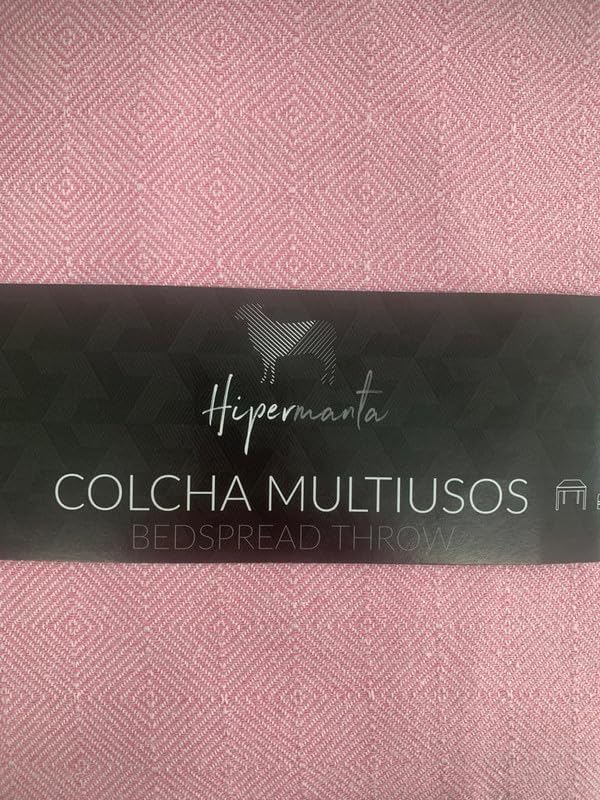 Hipermanta
COLCHA MULTIUSOS
BEDSPREAD THROW